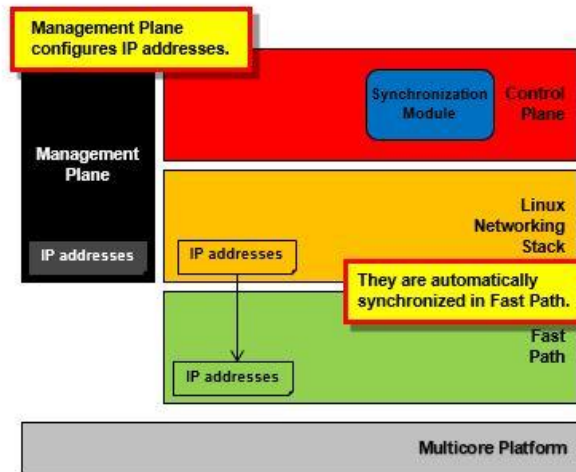 Management Plane
configures IP addresses.
Synchronization
Module
Control
Plane
Management
Plane
IP addresses
Linux
Networking
Stack
IP addresses
They are automatically
synchronized in Fast Path.
Fast
Path
IP addresses
Multicore Platform